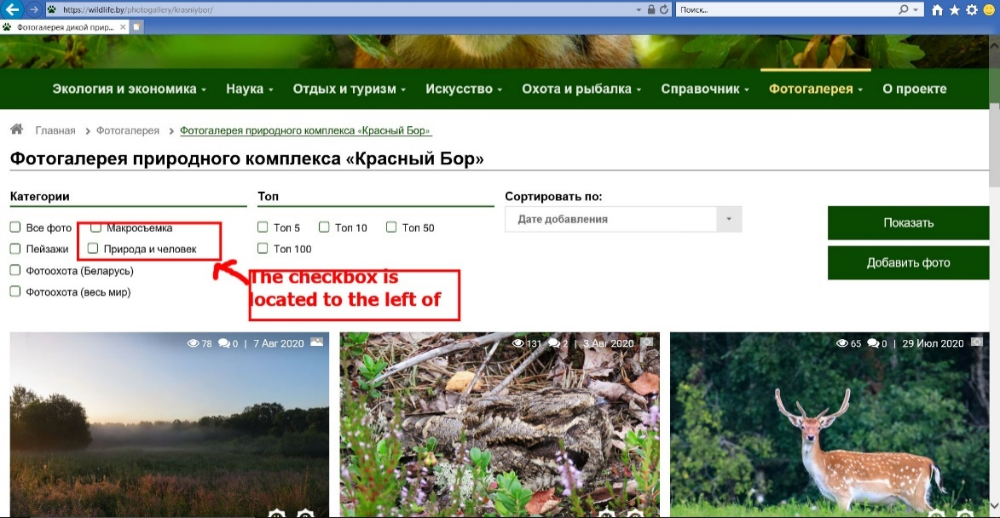 https://wildlife.by/photogallery/krasniybor/
Поиск...
Фотогалерея дикой прир...
Экология и экономика
Наука
Отдых и туризм
Искусство
Охота и рыбалка
Справочник
Фотогалерея
О проекте
Главная > Фотогалерея > Фотогалерея природного комплекса «Красный Бор»
Фотогалерея природного комплекса «Красный Бор»
Категории
Все фото
Макросъемка
Пейзажи
Природа и человек
Фотоохота (Беларусь)
Фотоохота (весь мир)
Топ
Топ 5
Топ 10
Топ 50
Топ 100
Сортировать по:
Дате добавления
Показать
Добавить фото
The checkbox is
located to the left of
78 0 | 7 Авг 2020
131 2 | 3 Авг 2020
65 0 | 29 Июл 2020